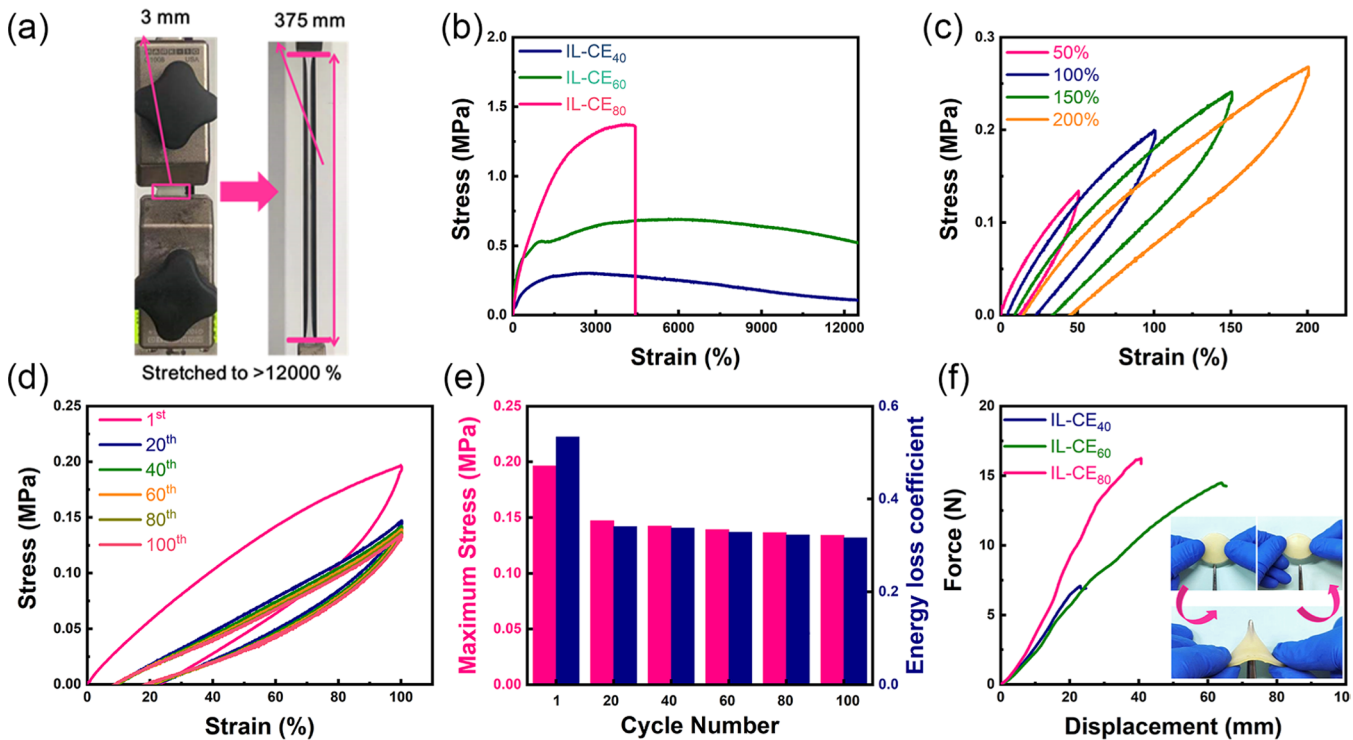 (a)
3 mm
375 mm
USA
Stretched to >12000 %
(b)
Stress (MPa)
2.0
1.5
1.0
0.5
0.0
IL-CE40
IL-CE60
IL-CE80
0 3000 6000 9000 12000
Strain (%)
(c)
Stress (MPa)
0.3
0.2
0.1
0.0
50%
100%
150%
200%
0 50 100 150 200
Strain (%)
(d)
Stress (MPa)
0.25
0.20
0.15
0.10
0.05
0.00
1st
20th
40th
60th
80th
100th
0 20 40 60 80 100
Strain (%)
(e)
Maximum Stress (MPa)
0.25
0.20
0.15
0.10
0.05
0.00
1 20 40 60 80 100
Cycle Number
0.6
0.4
0.2
0.0
Energy loss coefficient
(f)
Force (N)
20
15
10
5
0
IL-CE40
IL-CE60
IL-CE80
0 20 40 60 80 100
Displacement (mm)